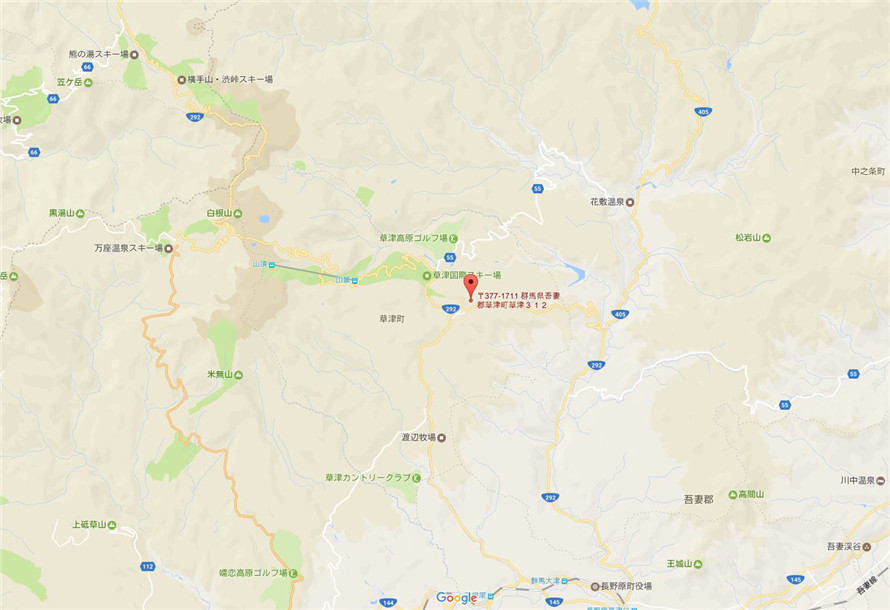 熊の湯スキー場
66
横手山・渋峠スキー場
笠ケ岳
66
牧場
292
405
66
中之条町
55
花敷温泉
黒湯山
白根山
松岩山
草津高原ゴルフ場
万座温泉スキー場
55
山頂
草津国際スキー場
岳
山麓
〒377-1711 群馬県吾妻
郡草津町草津312
292
405
草津町
292
米無山
55
55
渡辺牧場
草津カントリークラブ
川中温泉
292
吾妻郡
高間山
上砥草山
吾妻渓谷
王城山
112
嬬恋高原ゴルフ場
群馬大津
長野原町役場
145
吾妻線
144
Google
145